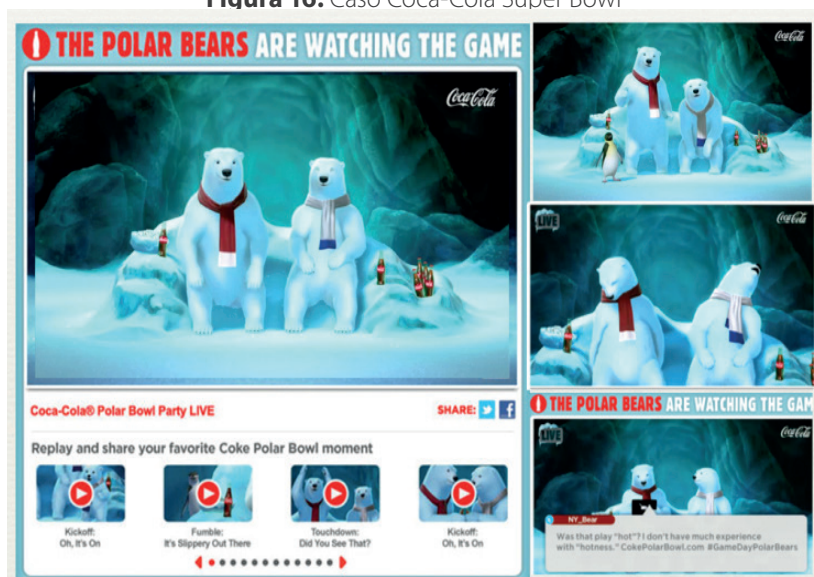 Figura 16: Caso Coca-Cola Super Bowl
THE POLAR BEARS ARE WATCHING THE GAME
Coca-Cola
Coca-Cola® Polar Bowl Party LIVE
SHARE:
Replay and share your favorite Coke Polar Bowl moment
Kickoff:
Oh, It's On
Fumble:
It's Slippery Out There
Touchdown:
Did You See That?
Kickoff:
Oh, It's On
Coca-Cola
LIVE
Coca-Cola
THE POLAR BEARS ARE WATCHING THE GAM
LIVE
Coca-Cola
NY_Bear
Was that play "hot"? I don't have much experience
with "hotness." CokePolarBowl.com #GameDayPolarBears